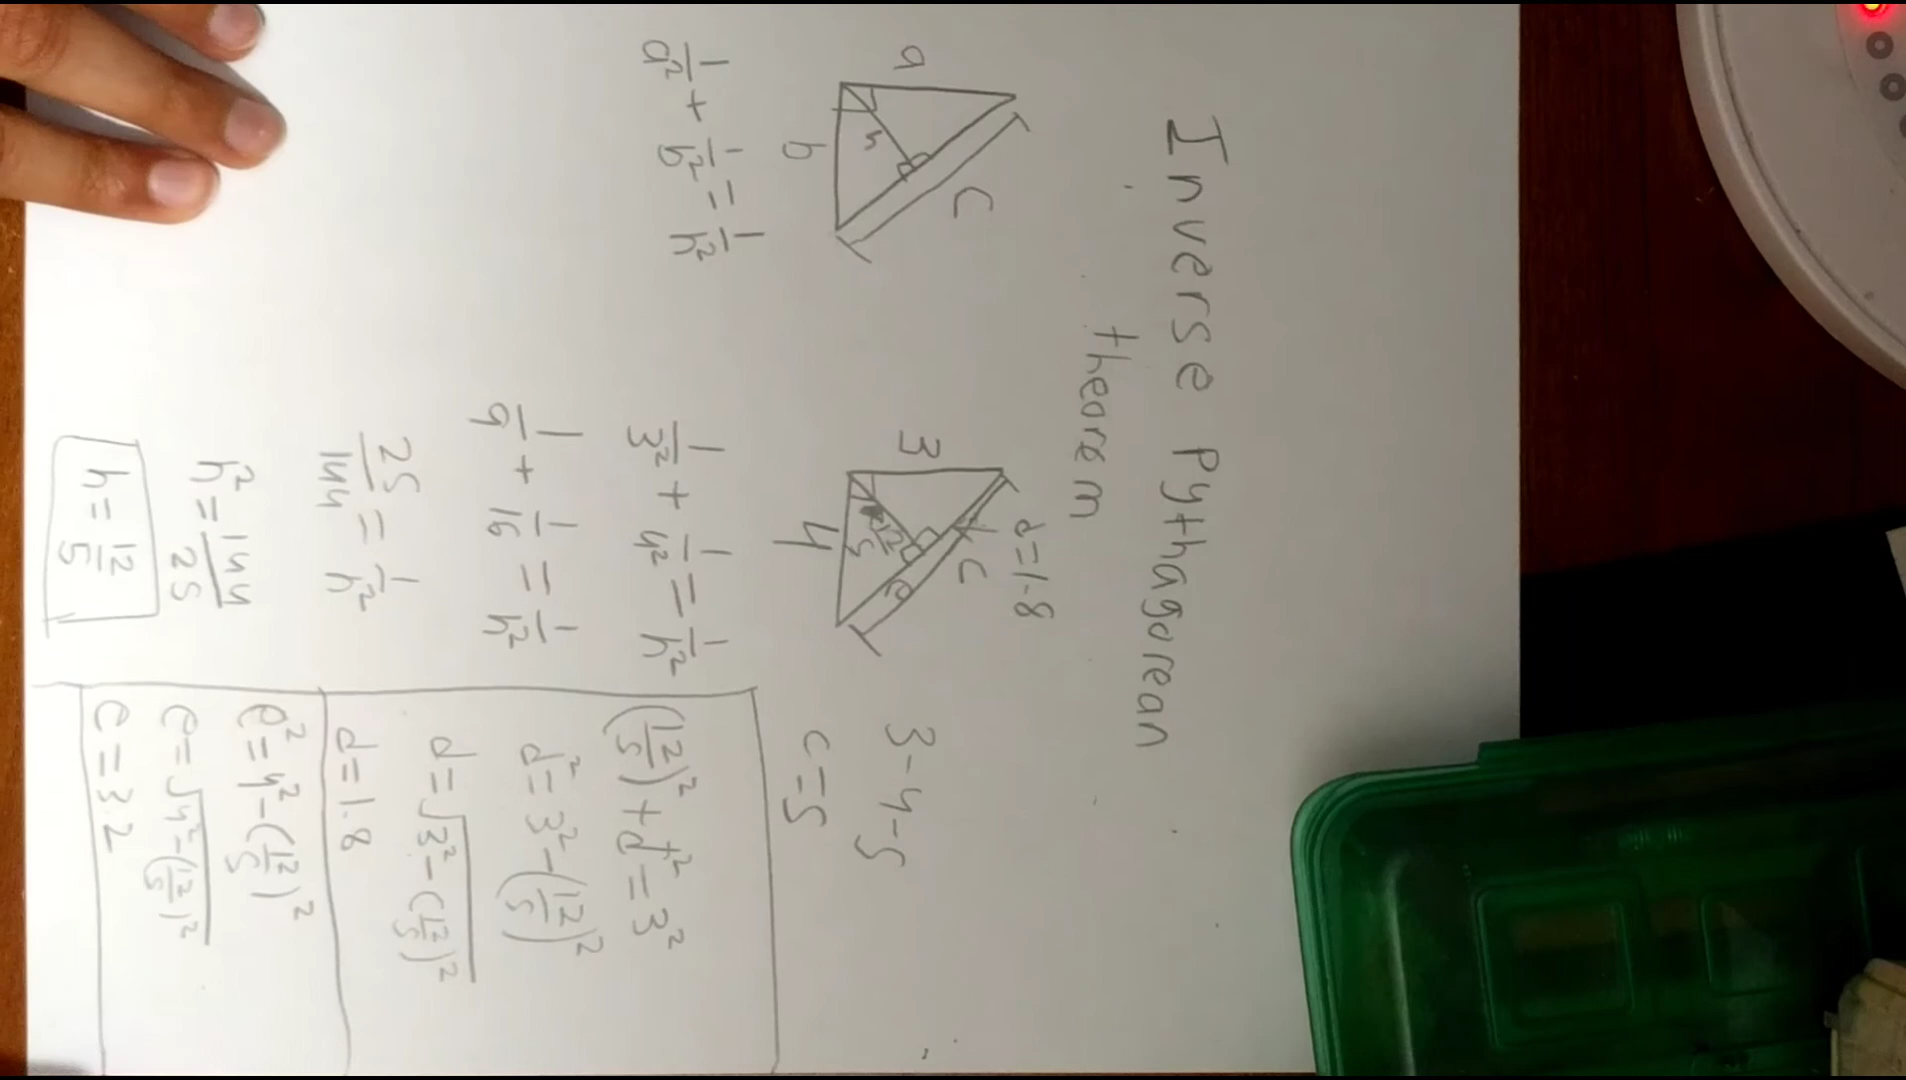 Inverse Pythagorean
theorem
a
h
c
b
1/a² + 1/b² = 1/h²
3
12/5
d=1.8
c
e
4
1/3² + 1/4² = 1/h²
1/9 + 1/16 = 1/h²
25/144 = 1/h²
h² = 144/25
h = 12/5
3-4-5
c=5
(12/5)² + d² = 3²
d² = 3² - (12/5)²
d = √3² - (12/5)²
d = 1.8
e² = 4² - (12/5)²
e = √4² - (12/5)²
e = 3.2